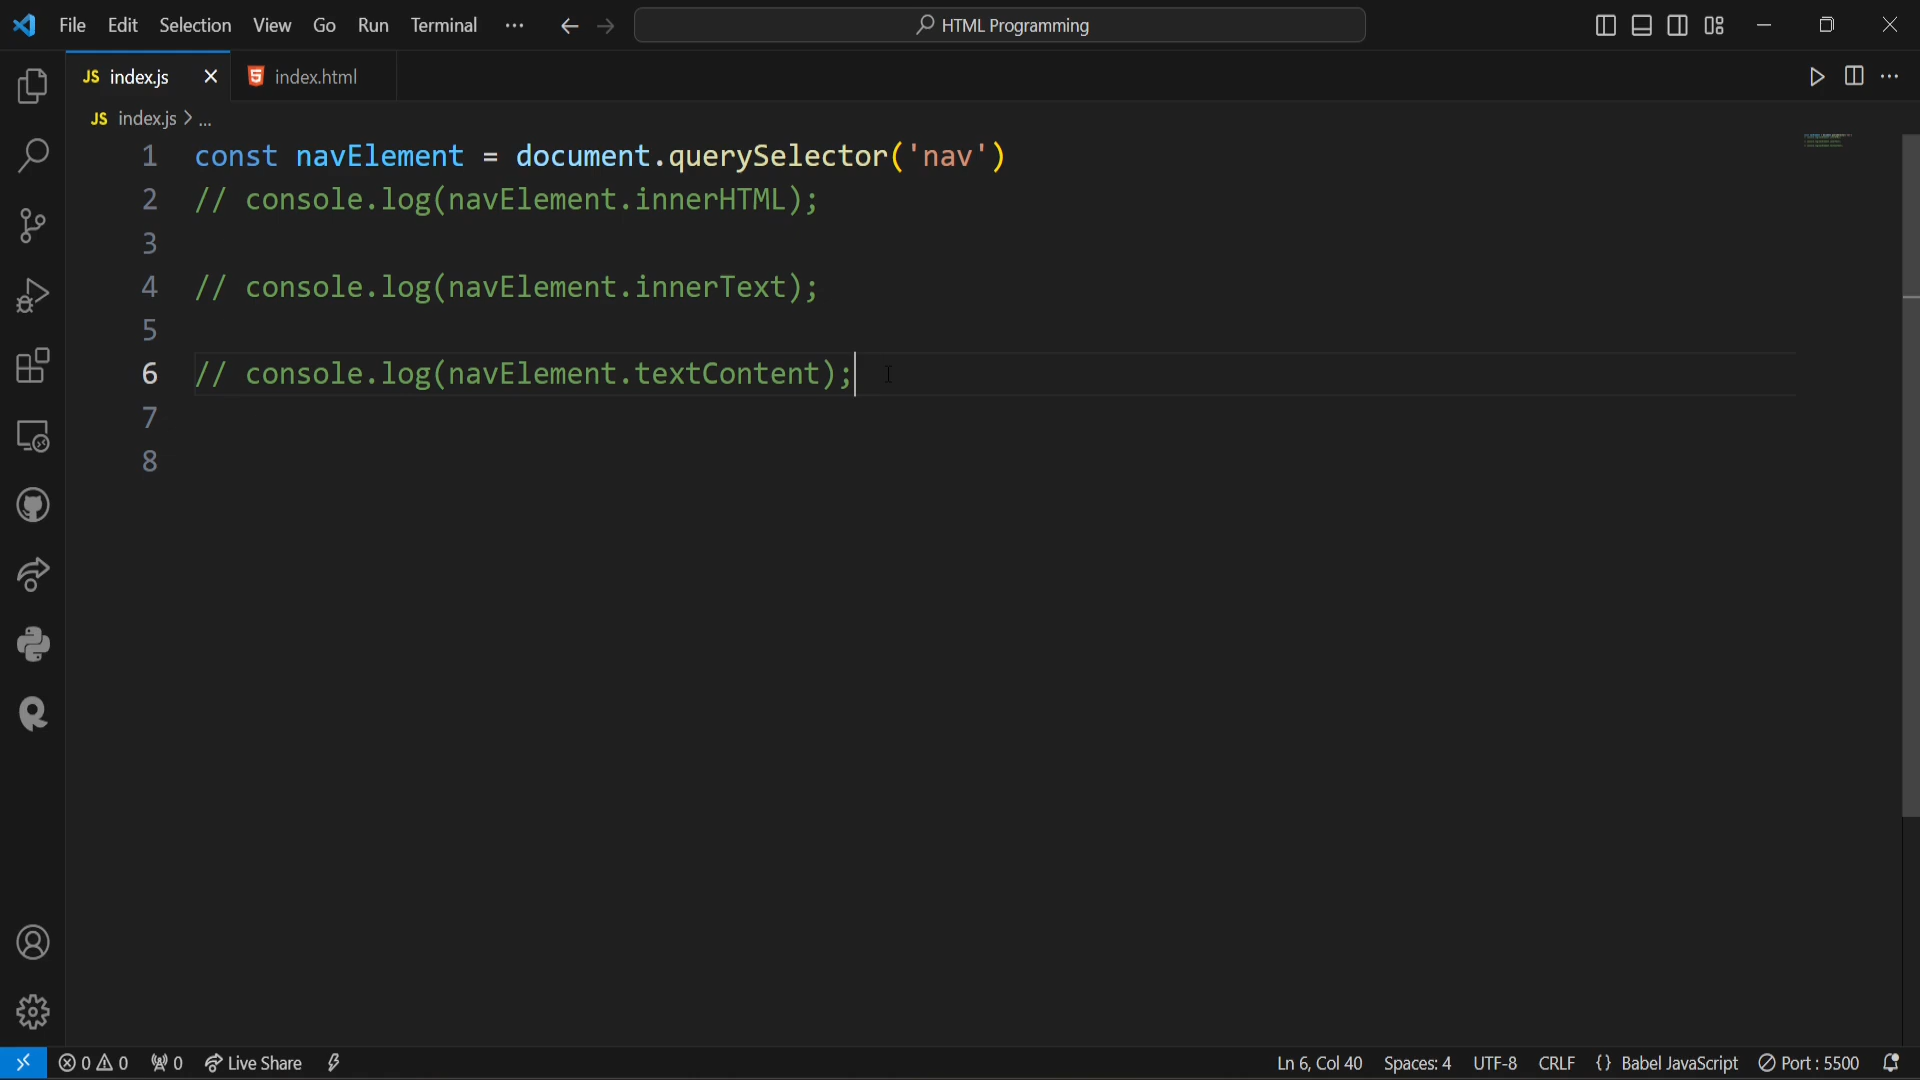 File Edit Selection View Go Run Terminal ... HTML Programming
JS index.js index.html
JS index.js > ...
1 const navElement = document.querySelector('nav')
2 // console.log(navElement.innerHTML);
3
4 // console.log(navElement.innerText);
5
6 // console.log(navElement.textContent);
7
8
0 0 0 Live Share Ln 6, Col 40 Spaces: 4 UTF-8 CRLF {} Babel JavaScript Port : 5500